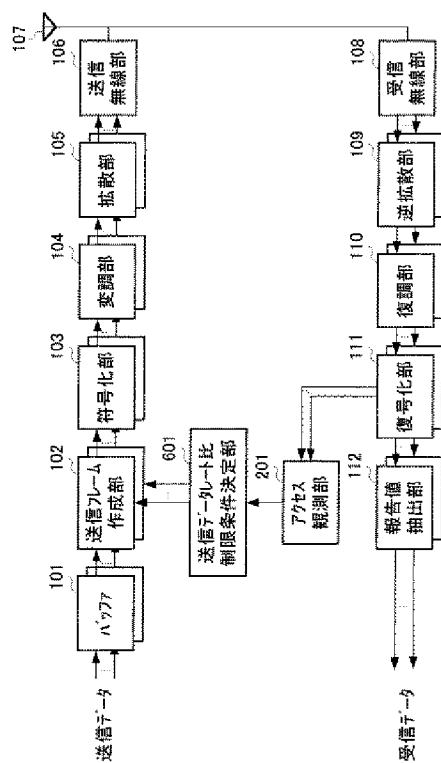 送信データ
101
バッファ
102
送信フレーム
作成部
103
符号化部
104
変調部
105
拡散部
106
送信
無線部
107
601
送信データレート比
制限条件決定部
201
アクセス
観測部
108
受信
無線部
109
逆拡散部
110
復調部
111
復号化部
112
報告値
抽出部
受信データ